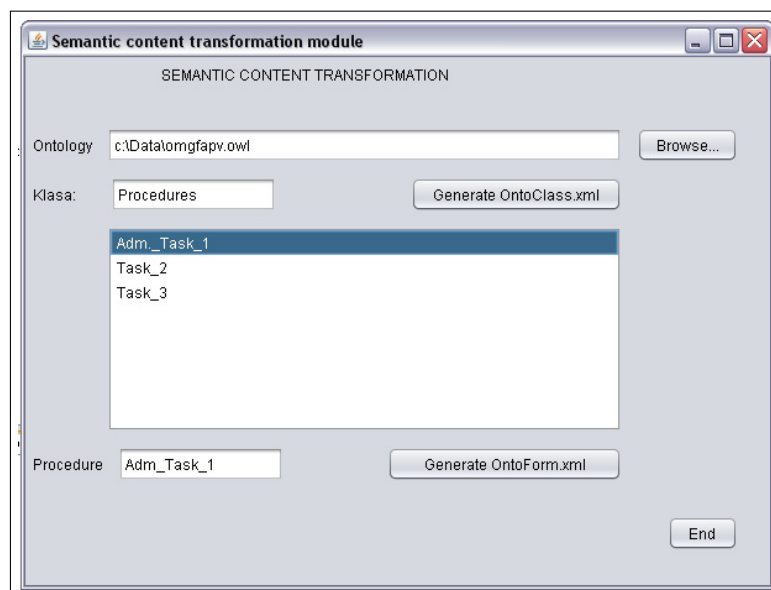 Semantic content transformation module
SEMANTIC CONTENT TRANSFORMATION
Ontology c:\Data\omgfapv.owl Browse...
Klasa: Procedures Generate OntoClass.xml
Adm._Task_1
Task_2
Task_3
Procedure Adm_Task_1 Generate OntoForm.xml
End